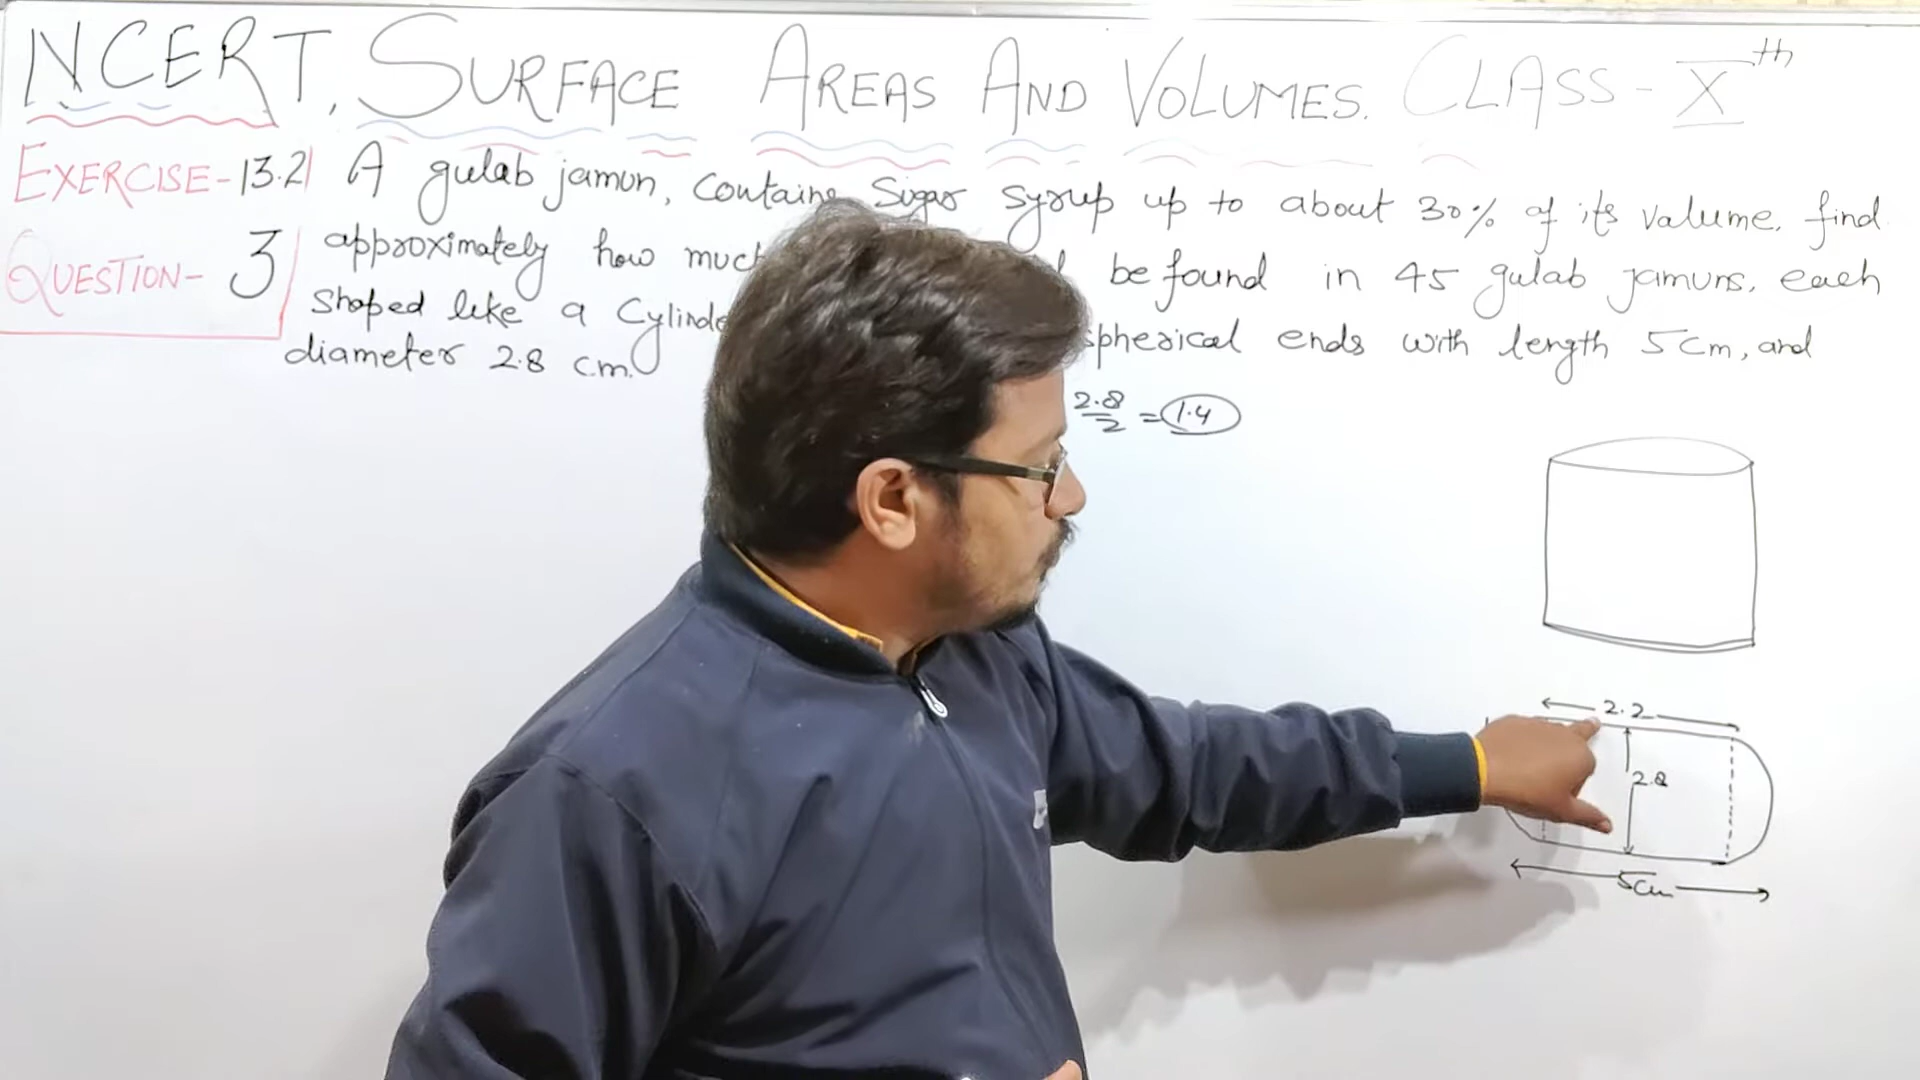 NCERT, SURFACE AREAS AND VOLUMES. CLASS - Xth
EXERCISE-13.2 A gulab jamun, contains sugar syrup up to about 30% of its volume. find
QUESTION- 3 approximately how much be found in 45 gulab jamuns, each
shaped like a spherical ends with length 5cm, and
diameter 2.8 cm.
2.8/2 = 1.4
2.2
2.8
5cm